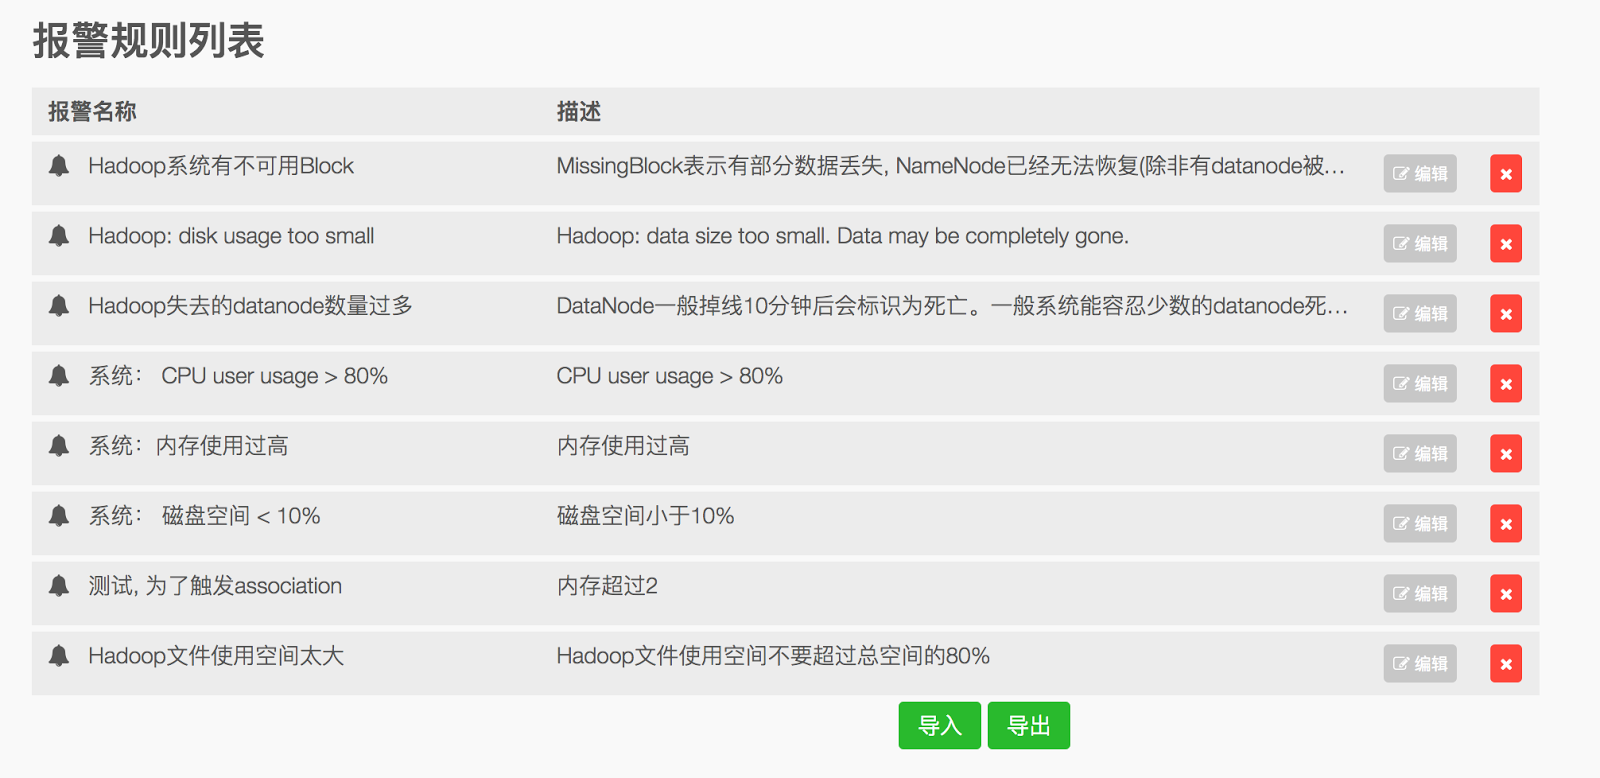 报警规则列表
报警名称 描述
Hadoop系统有不可用Block MissingBlock表示有部分数据丢失, NameNode已经无法恢复(除非有datanode被... 编辑
Hadoop: disk usage too small Hadoop: data size too small. Data may be completely gone. 编辑
Hadoop失去的datanode数量过多 DataNode一般掉线10分钟后会标识为死亡。一般系统能容忍少数的datanode死... 编辑
系统: CPU user usage > 80% CPU user usage > 80% 编辑
系统: 内存使用过高 内存使用过高 编辑
系统: 磁盘空间 < 10% 磁盘空间小于10% 编辑
测试, 为了触发association 内存超过2 编辑
Hadoop文件使用空间太大 Hadoop文件使用空间不要超过总空间的80% 编辑
导入 导出